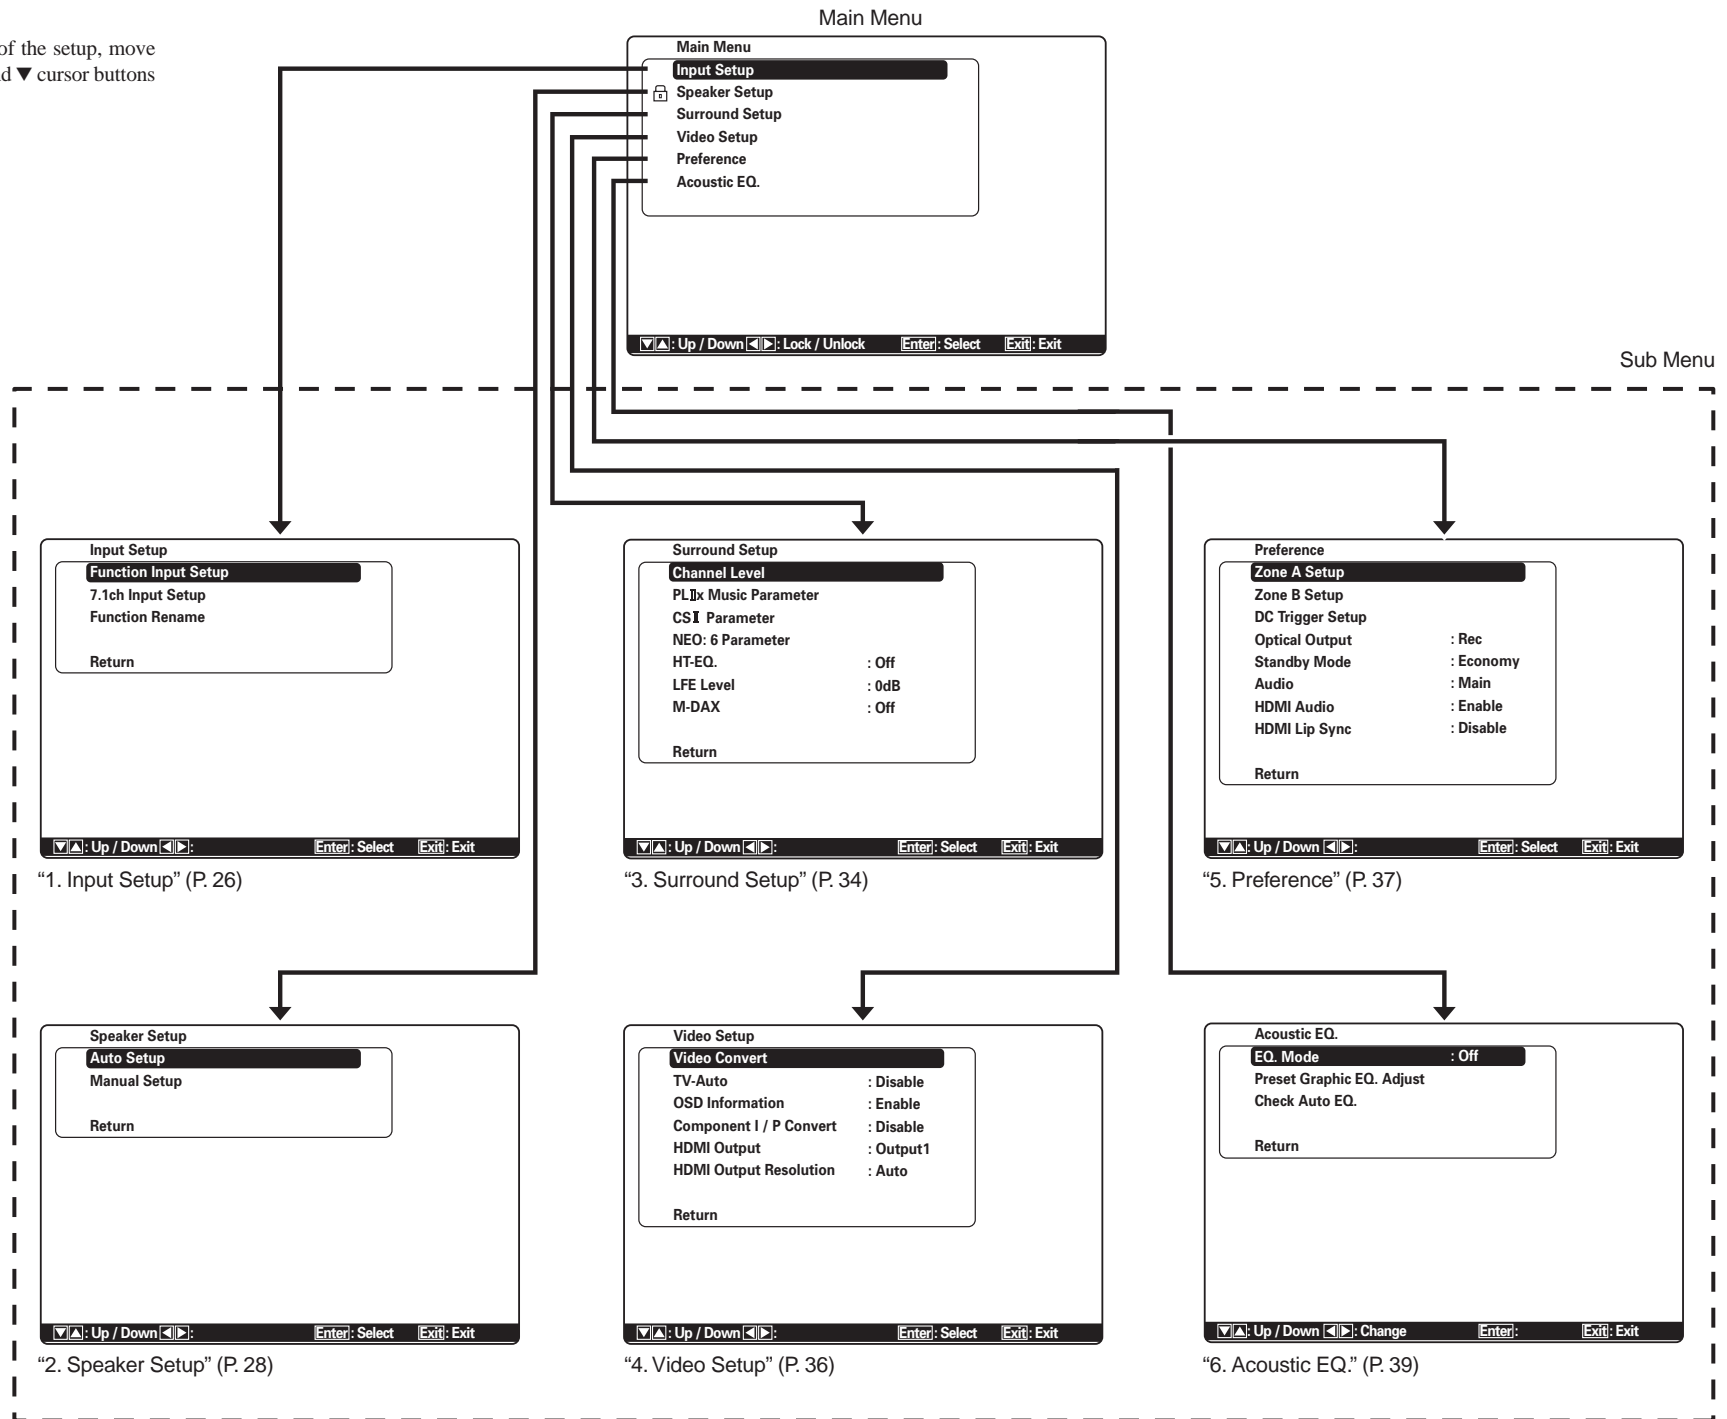 of the setup, move
d ▼ cursor buttons
Main Menu
Main Menu
Input Setup
Speaker Setup
Surround Setup
Video Setup
Preference
Acoustic EQ.
▼▲: Up / Down ◀▶: Lock / Unlock Enter: Select Exit: Exit
Sub Menu
Input Setup
Function Input Setup
7.1ch Input Setup
Function Rename
Return
▼▲: Up / Down ◀▶: Enter: Select Exit: Exit
“1. Input Setup” (P. 26)
Surround Setup
Channel Level
PLⅡx Music Parameter
CSⅡ Parameter
NEO: 6 Parameter
HT-EQ. : Off
LFE Level : 0dB
M-DAX : Off
Return
▼▲: Up / Down ◀▶: Enter: Select Exit: Exit
“3. Surround Setup” (P. 34)
Preference
Zone A Setup
Zone B Setup
DC Trigger Setup
Optical Output : Rec
Standby Mode : Economy
Audio : Main
HDMI Audio : Enable
HDMI Lip Sync : Disable
Return
▼▲: Up / Down ◀▶: Enter: Select Exit: Exit
“5. Preference” (P. 37)
Speaker Setup
Auto Setup
Manual Setup
Return
▼▲: Up / Down ◀▶: Enter: Select Exit: Exit
“2. Speaker Setup” (P. 28)
Video Setup
Video Convert
TV-Auto : Disable
OSD Information : Enable
Component I / P Convert : Disable
HDMI Output : Output1
HDMI Output Resolution : Auto
Return
▼▲: Up / Down ◀▶: Enter: Select Exit: Exit
“4. Video Setup” (P. 36)
Acoustic EQ.
EQ. Mode : Off
Preset Graphic EQ. Adjust
Check Auto EQ.
Return
▼▲: Up / Down ◀▶: Change Enter: Exit: Exit
“6. Acoustic EQ.” (P. 39)